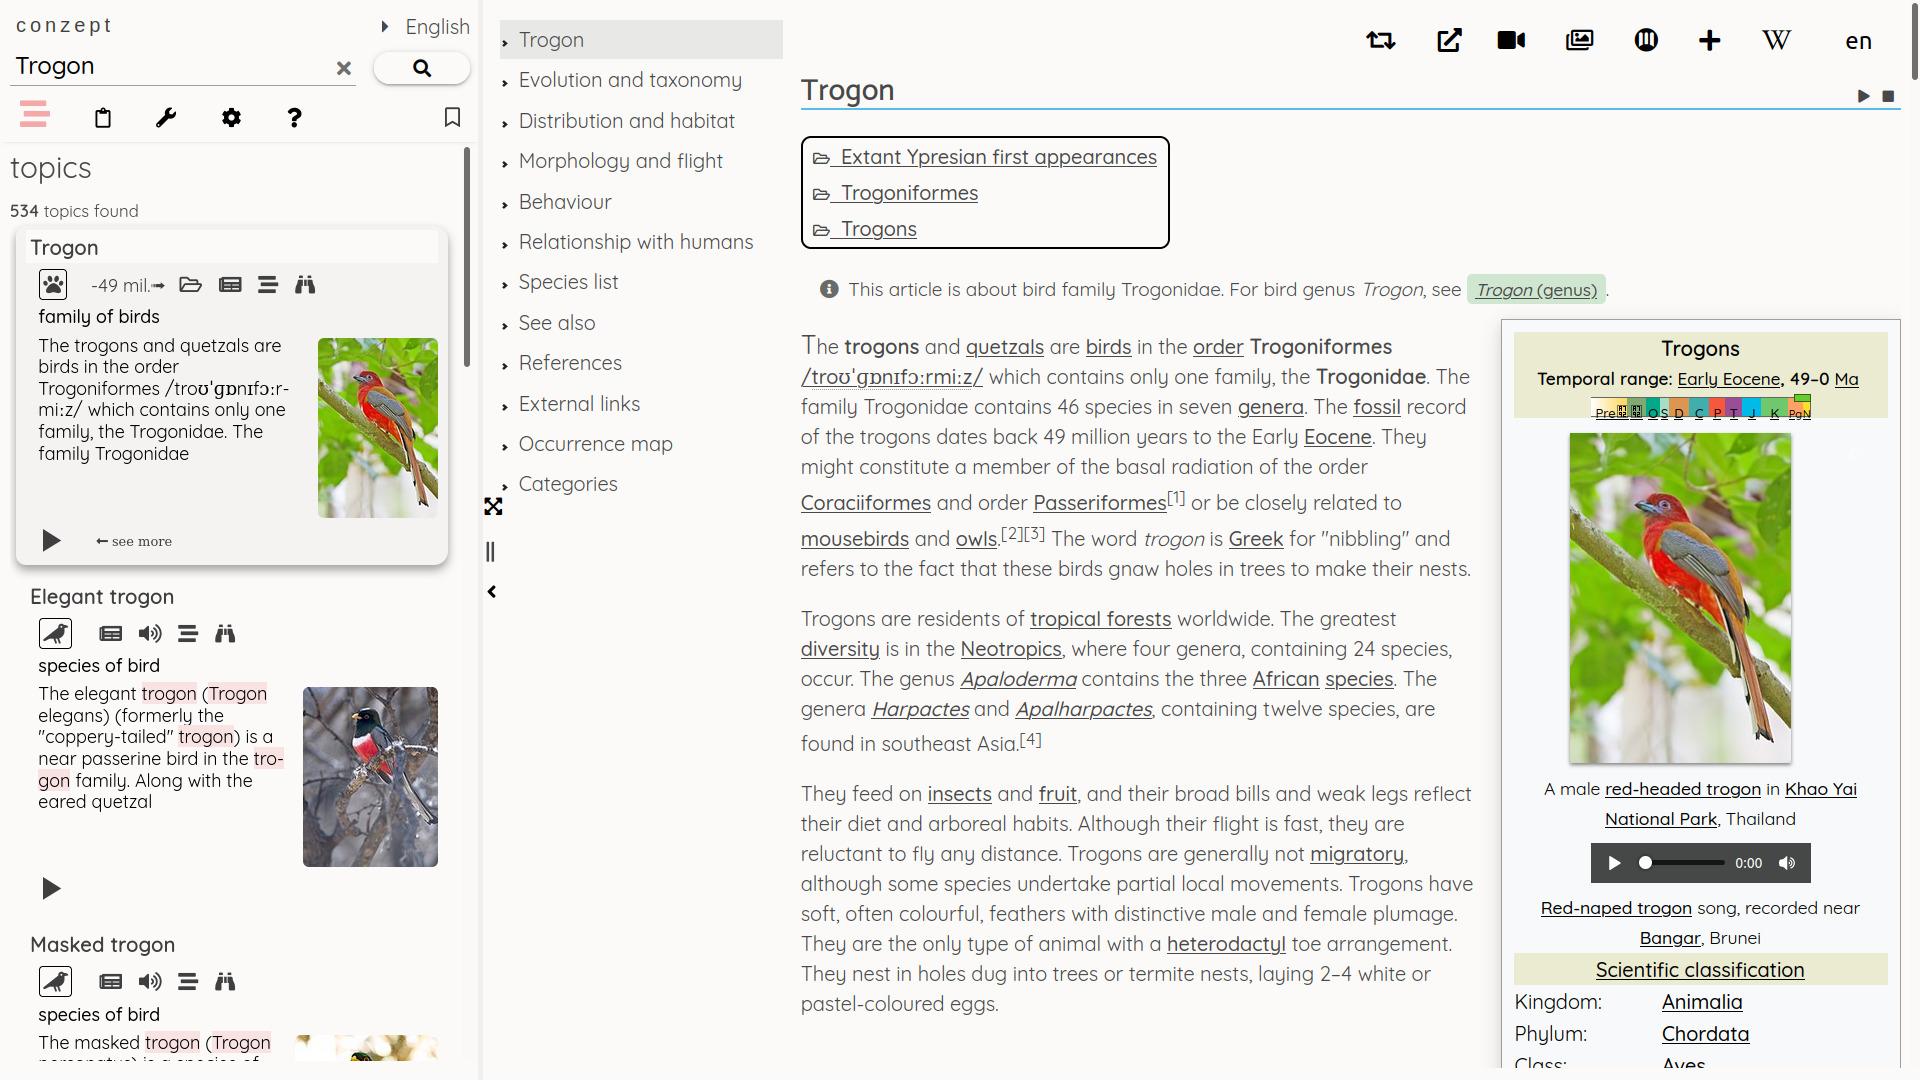 conzept
English
Trogon
topics
534 topics found
Trogon
-49 mil.→
family of birds
The trogons and quetzals are
birds in the order
Trogoniformes /troʊˈɡɒnɪfɔːr-
miːz/ which contains only one
family, the Trogonidae. The
family Trogonidae
← see more
Elegant trogon
species of bird
The elegant trogon (Trogon
elegans) (formerly the
"coppery-tailed" trogon) is a
near passerine bird in the tro-
gon family. Along with the
eared quetzal
Masked trogon
species of bird
The masked trogon (Trogon
personatus) is a species of
Trogon
Evolution and taxonomy
Distribution and habitat
Morphology and flight
Behaviour
Relationship with humans
Species list
See also
References
External links
Occurrence map
Categories
W
en
Trogon
Extant Ypresian first appearances
Trogoniformes
Trogons
This article is about bird family Trogonidae. For bird genus Trogon, see Trogon (genus).
The trogons and quetzals are birds in the order Trogoniformes
/troʊˈɡɒnɪfɔːrmiːz/ which contains only one family, the Trogonidae. The
family Trogonidae contains 46 species in seven genera. The fossil record
of the trogons dates back 49 million years to the Early Eocene. They
might constitute a member of the basal radiation of the order
Coraciiformes and order Passeriformes[1] or be closely related to
mousebirds and owls.[2][3] The word trogon is Greek for "nibbling" and
refers to the fact that these birds gnaw holes in trees to make their nests.
Trogons are residents of tropical forests worldwide. The greatest
diversity is in the Neotropics, where four genera, containing 24 species,
occur. The genus Apaloderma contains the three African species. The
genera Harpactes and Apalharpactes, containing twelve species, are
found in southeast Asia.[4]
They feed on insects and fruit, and their broad bills and weak legs reflect
their diet and arboreal habits. Although their flight is fast, they are
reluctant to fly any distance. Trogons are generally not migratory,
although some species undertake partial local movements. Trogons have
soft, often colourful, feathers with distinctive male and female plumage.
They are the only type of animal with a heterodactyl toe arrangement.
They nest in holes dug into trees or termite nests, laying 2–4 white or
pastel-coloured eggs.
Trogons
Temporal range: Early Eocene, 49–0 Ma
Pre O S D C P T J K Pg N
A male red-headed trogon in Khao Yai
National Park, Thailand
0:00
Red-naped trogon song, recorded near
Bangar, Brunei
Scientific classification
Kingdom: Animalia
Phylum: Chordata
Class: Aves